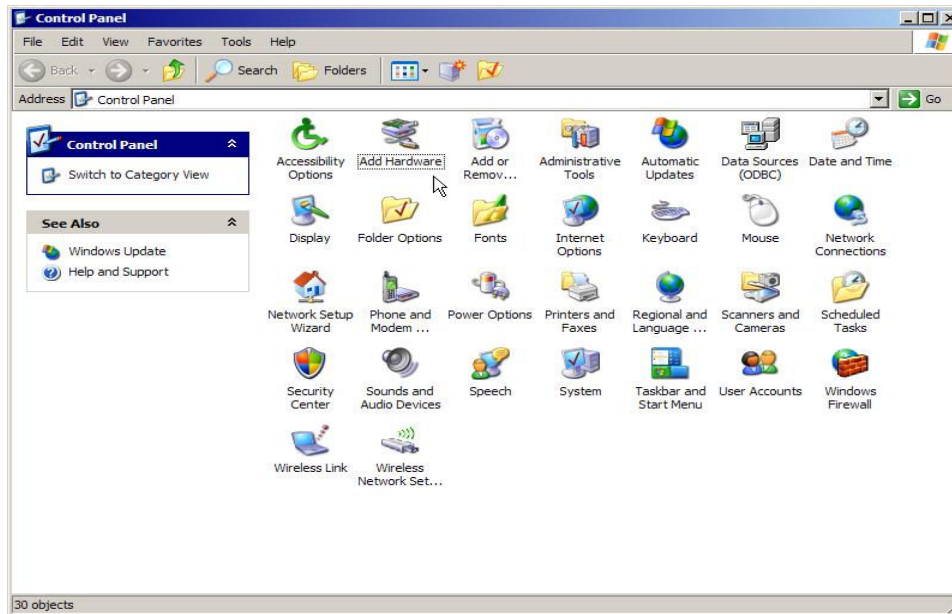 Control Panel
File Edit View Favorites Tools Help
Back Search Folders
Address Control Panel Go
Control Panel
Switch to Category View
See Also
Windows Update
Help and Support
Accessibility Options
Add Hardware
Add or Remov...
Administrative Tools
Automatic Updates
Data Sources (ODBC)
Date and Time
Display
Folder Options
Fonts
Internet Options
Keyboard
Mouse
Network Connections
Network Setup Wizard
Phone and Modem ...
Power Options
Printers and Faxes
Regional and Language ...
Scanners and Cameras
Scheduled Tasks
Security Center
Sounds and Audio Devices
Speech
System
Taskbar and Start Menu
User Accounts
Windows Firewall
Wireless Link
Wireless Network Set...
30 objects